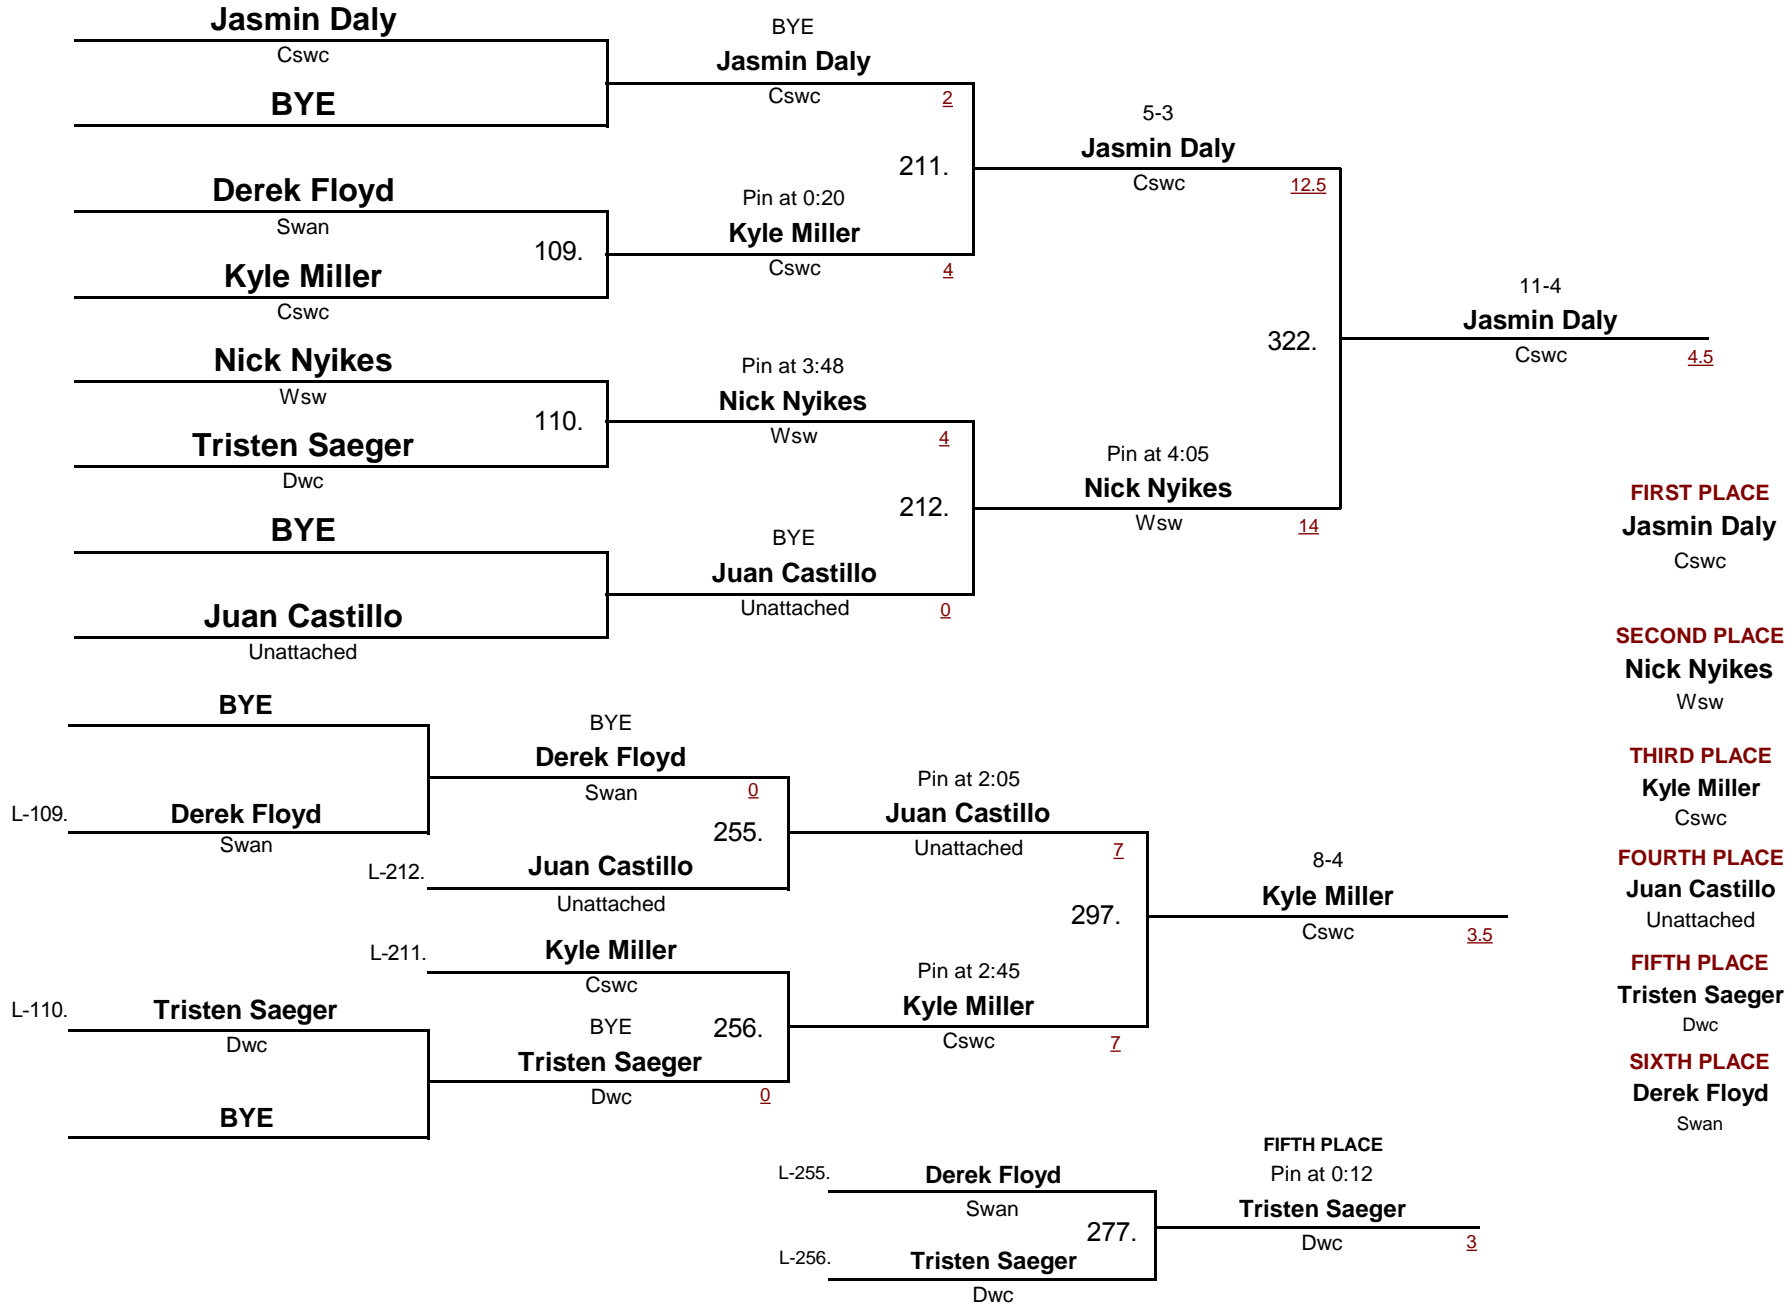 Jasmin Daly
Cswc
BYE
Derek Floyd
Swan
109.
Kyle Miller
Cswc
Nick Nyikes
Wsw
110.
Tristen Saeger
Dwc
BYE
Juan Castillo
Unattached
BYE
Jasmin Daly
Cswc 2
211.
Pin at 0:20
Kyle Miller
Cswc 4
Pin at 3:48
Nick Nyikes
Wsw 4
212.
BYE
Juan Castillo
Unattached 0
5-3
Jasmin Daly
Cswc 12.5
322.
Pin at 4:05
Nick Nyikes
Wsw 14
11-4
Jasmin Daly
Cswc 4.5
BYE
L-109. Derek Floyd
Swan
L-110. Tristen Saeger
Dwc
BYE
BYE
Derek Floyd
Swan 0
255.
L-212. Juan Castillo
Unattached
L-211. Kyle Miller
Cswc
BYE 256.
Tristen Saeger
Dwc 0
Pin at 2:05
Juan Castillo
Unattached 7
297.
Pin at 2:45
Kyle Miller
Cswc 7
8-4
Kyle Miller
Cswc 3.5
L-255. Derek Floyd
Swan
277.
L-256. Tristen Saeger
Dwc
FIFTH PLACE
Pin at 0:12
Tristen Saeger
Dwc 3
FIRST PLACE
Jasmin Daly
Cswc
SECOND PLACE
Nick Nyikes
Wsw
THIRD PLACE
Kyle Miller
Cswc
FOURTH PLACE
Juan Castillo
Unattached
FIFTH PLACE
Tristen Saeger
Dwc
SIXTH PLACE
Derek Floyd
Swan